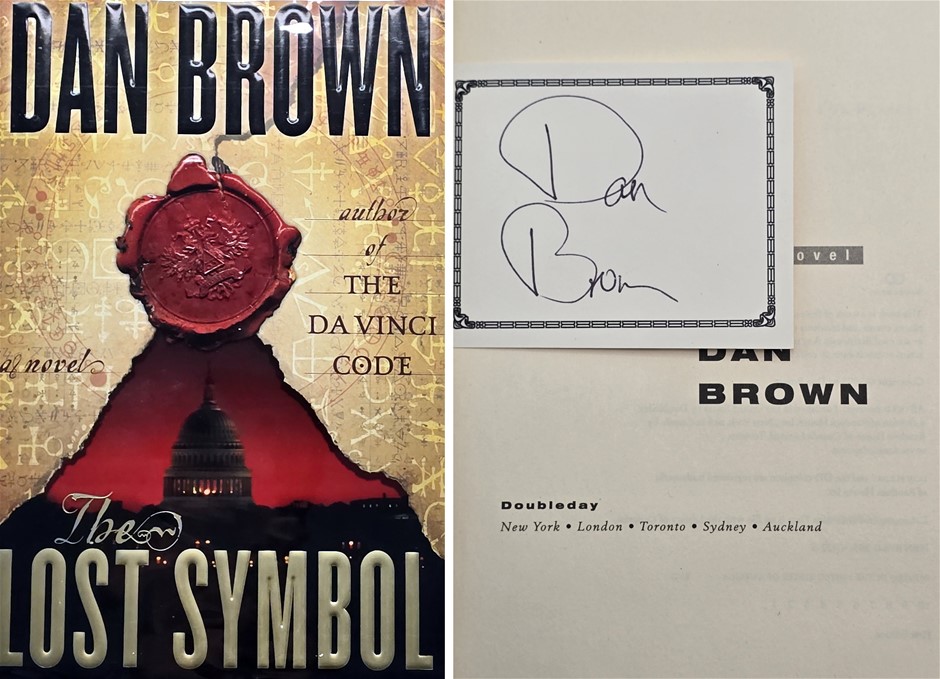 DAN BROWN
author
of
THE
DA VINCI
CODE
a novel
The
LOST SYMBOL
Dan
Brown
novel
DAN
BROWN
Doubleday
New York • London • Toronto • Sydney • Auckland